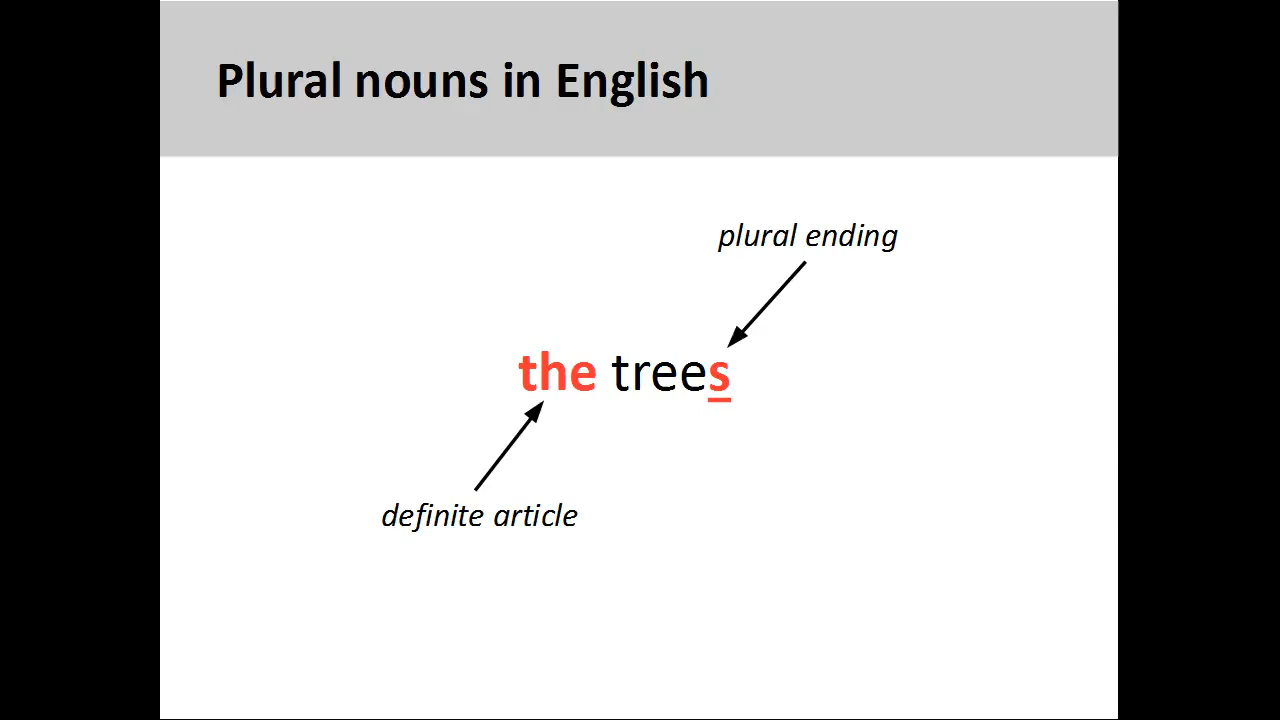 Plural nouns in English
plural ending
the trees
definite article